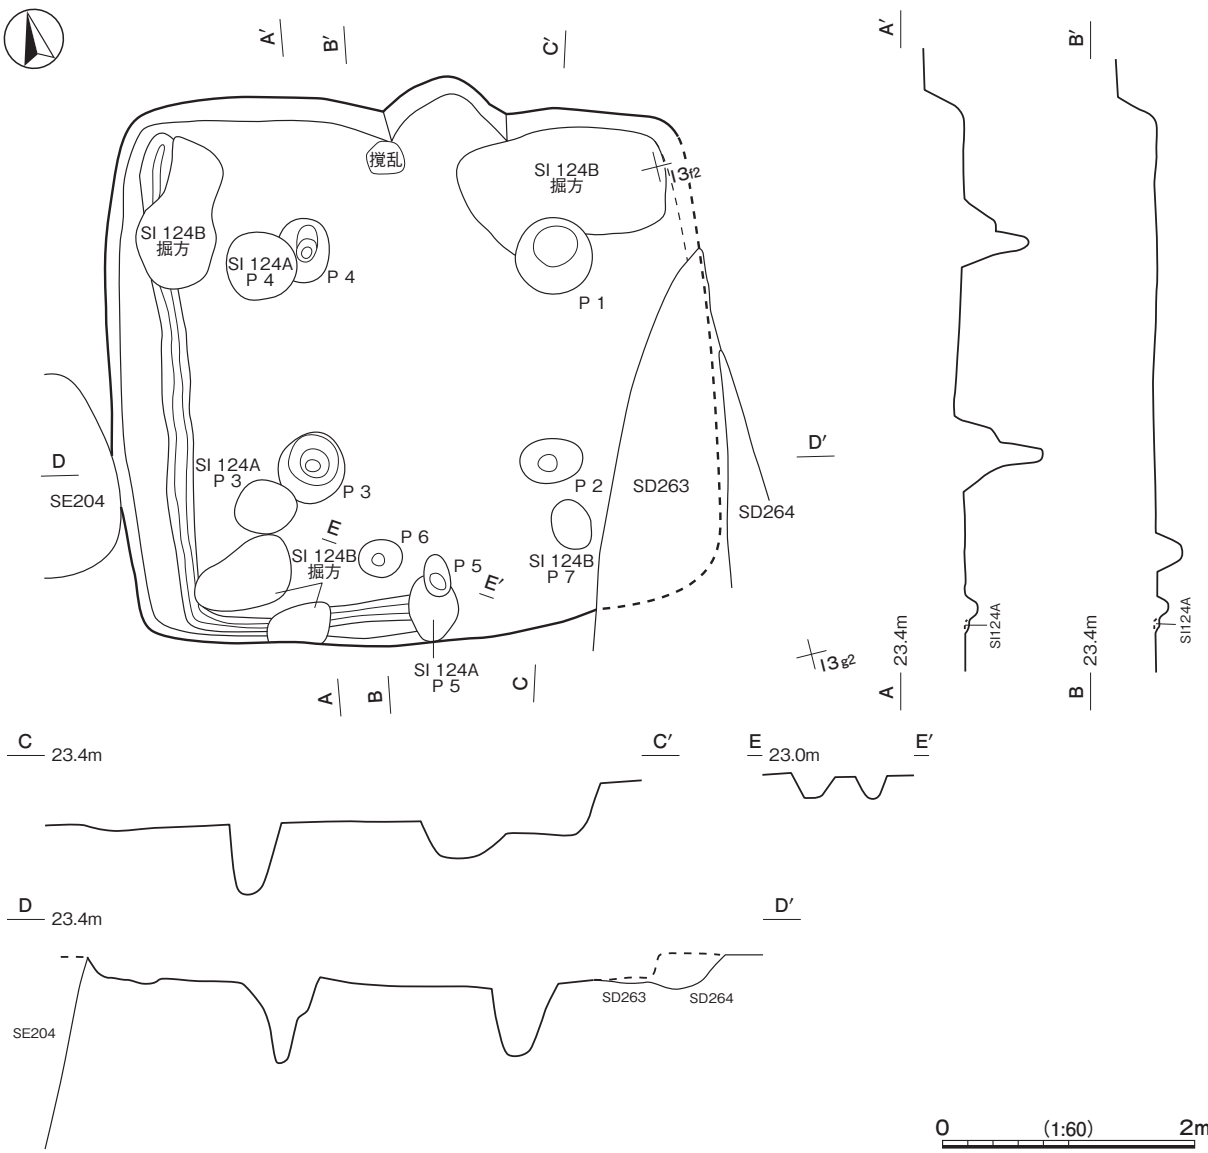 A′
B′
C′
A′
B′
撹乱
SI 124B
掘方
13f2
SI 124B
掘方
SI 124A
P 4
P 4
P 1
D
SE204
SI 124A
P 3
P 3
P 2
SD263
D′
SD264
E
P 6
SI 124B
掘方
P 5
E′
SI 124B
P 7
SI 124A
P 5
A
B
C
13g2
A
23.4m
SI124A
B
23.4m
SI124A
C 23.4m C′
E 23.0m E′
D 23.4m D′
SE204
SD263
SD264
0 (1:60) 2m